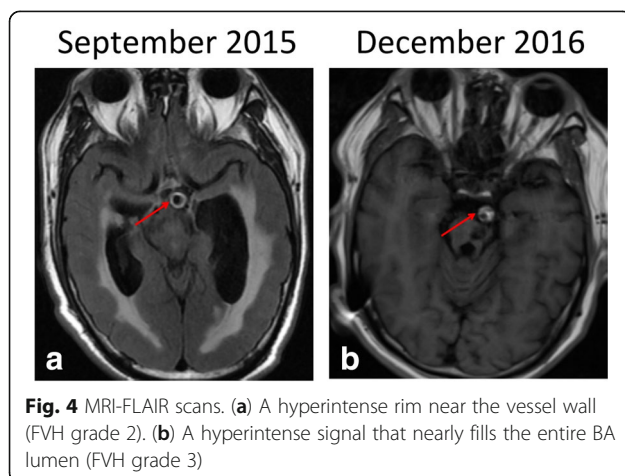 September 2015
December 2016
a
b
Fig. 4 MRI-FLAIR scans. (a) A hyperintense rim near the vessel wall
(FVH grade 2). (b) A hyperintense signal that nearly fills the entire BA
lumen (FVH grade 3)